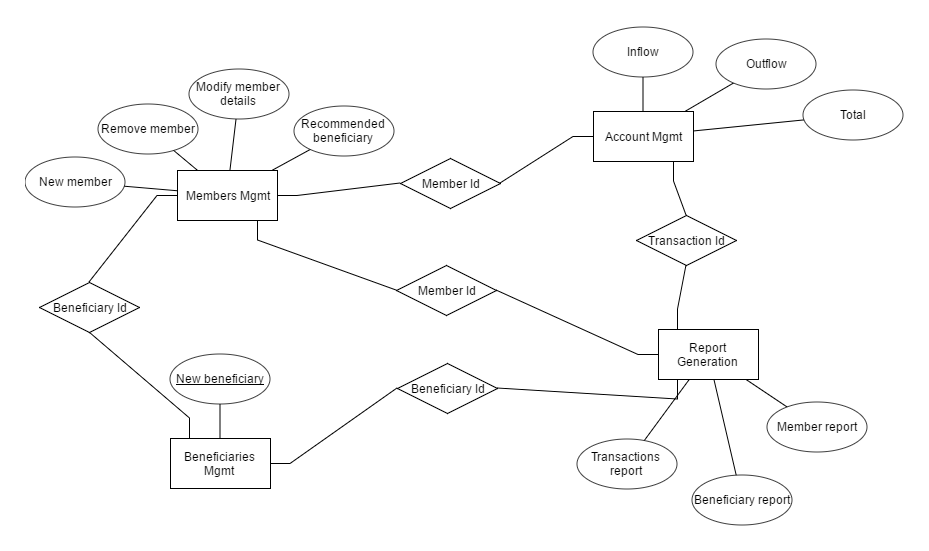 Inflow
Outflow
Modify member
details
Total
Remove member
Recommended
beneficiary
Account Mgmt
New member
Members Mgmt
Member Id
Transaction Id
Member Id
Beneficiary Id
Report
Generation
New beneficiary
Beneficiary Id
Member report
Beneficiaries
Mgmt
Transactions
report
Beneficiary report